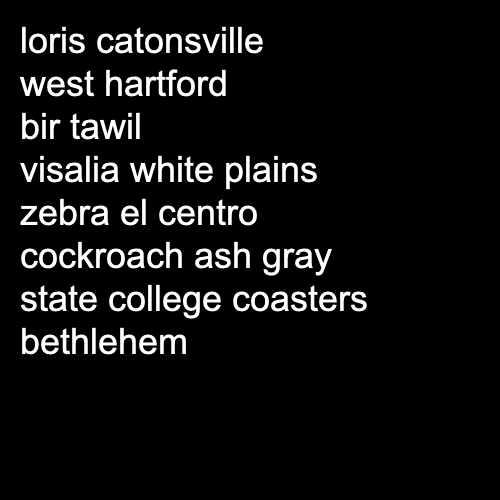 loris catonsville
west hartford
bir tawil
visalia white plains
zebra el centro
cockroach ash gray
state college coasters
bethlehem